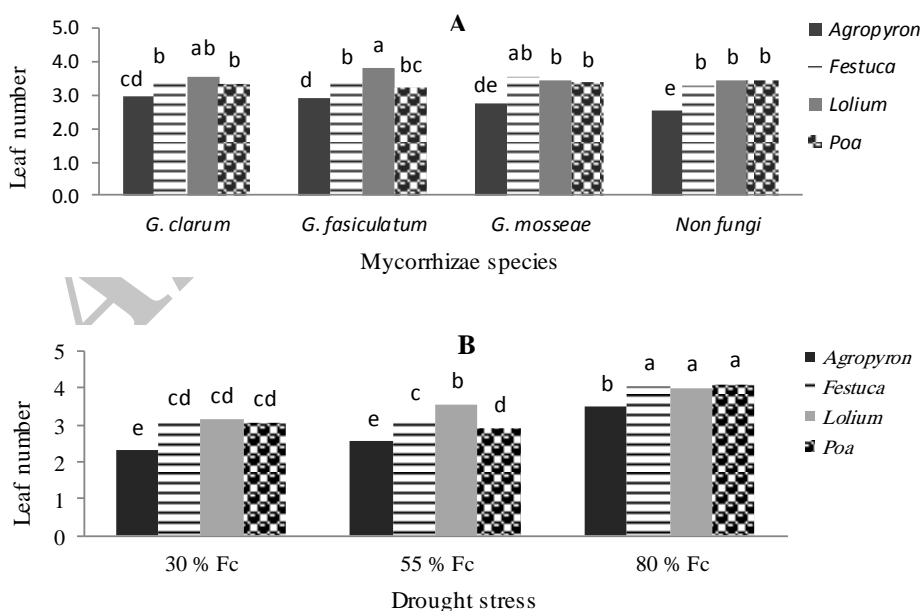 A
5.0
4.0
3.0
2.0
1.0
0.0
Leaf number
cd b ab b
d b a bc
de ab b b
e b b b
G. clarum G. fasiculatum G. mosseae Non fungi
Mycorrhizae species
Agropyron
Festuca
Lolium
Poa
B
5
4
3
2
1
0
Leaf number
e cd cd cd
e c b d
b a a a
30 % Fc 55 % Fc 80 % Fc
Drought stress
Agropyron
Festuca
Lolium
Poa